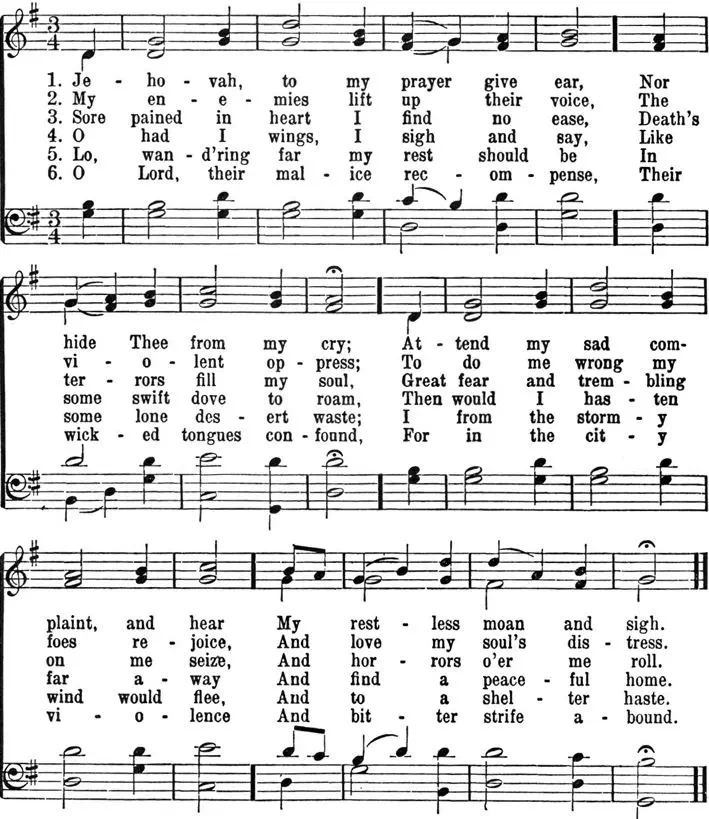 3
4
1. Je - ho - vah, to my prayer give ear, Nor
2. My en - e - mies lift up their voice, The
3. Sore pained in heart I find no ease, Death's
4. O had I wings, I sigh and say, Like
5. Lo, wan - d'ring far my rest should be In
6. O Lord, their mal - ice rec - om - pense, Their
3
4
hide Thee from my cry; At - tend my sad com-
vi - o - lent op - press; To do me wrong my
ter - rors fill my soul, Great fear and trem - bling
some swift dove to roam, Then would I has - ten
some lone des - ert waste; I from the storm - y
wick - ed tongues con - found, For in the cit - y
plaint, and hear My rest - less moan and sigh.
foes re - joice, And love my soul's dis - tress.
on me seize, And hor - rors o'er me roll.
far a - way And find a peace - ful home.
wind would flee, And to a shel - ter haste.
vi - o - lence And bit - ter strife a - bound.